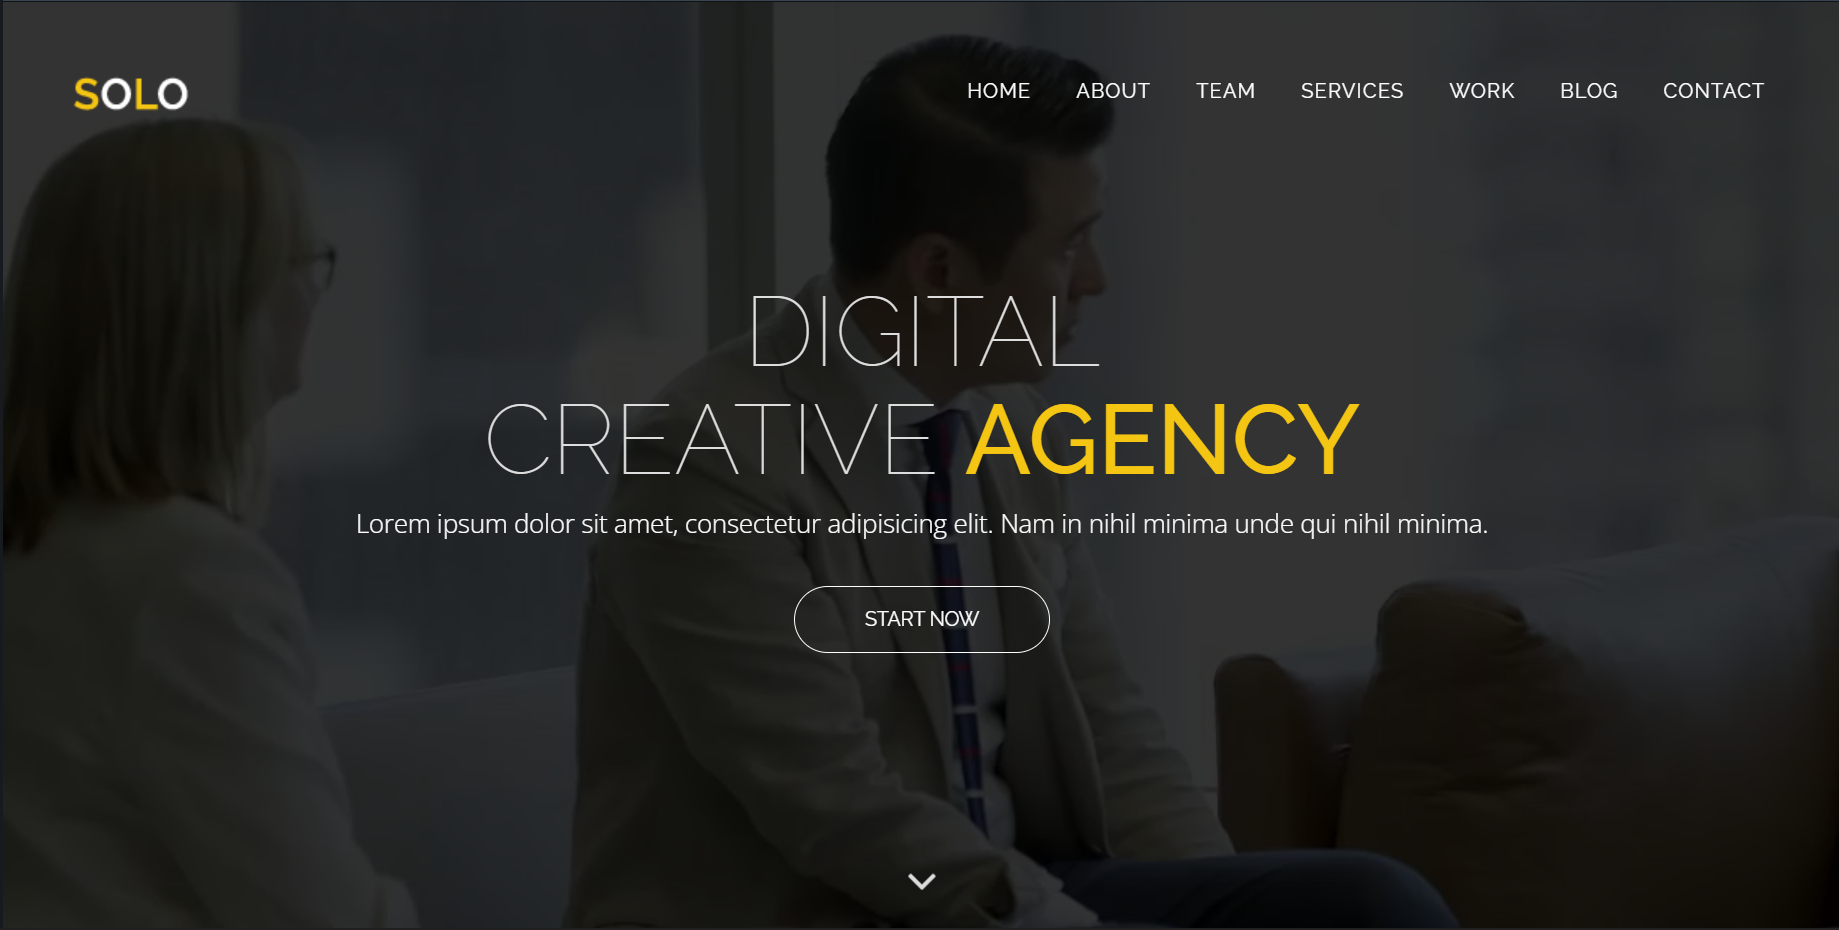 SOLO
HOME ABOUT TEAM SERVICES WORK BLOG CONTACT
DIGITAL
CREATIVE AGENCY
Lorem ipsum dolor sit amet, consectetur adipisicing elit. Nam in nihil minima unde qui nihil minima.
START NOW